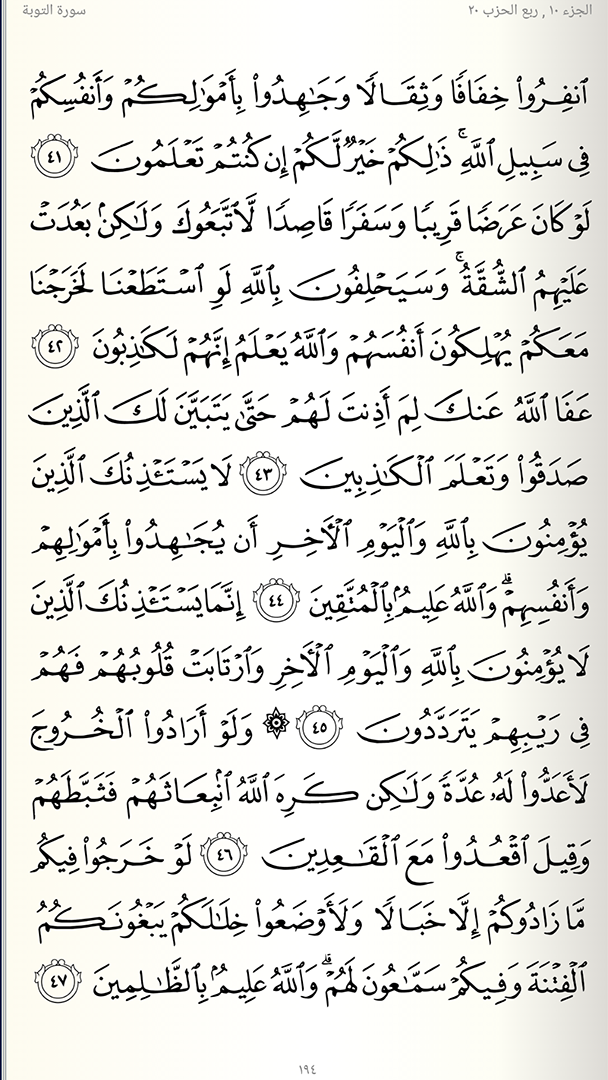 الجزء ١٠ , ربع الحزب ٢٠ سورة التوبة
ٱنفِرُوا۟ خِفَافًا وَثِقَالًا وَجَـٰهِدُوا۟ بِأَمْوَٰلِكُمْ وَأَنفُسِكُمْ
فِى سَبِيلِ ٱللَّهِ ۚ ذَٰلِكُمْ خَيْرٌ لَّكُمْ إِن كُنتُمْ تَعْلَمُونَ ٤١
لَوْ كَانَ عَرَضًا قَرِيبًا وَسَفَرًا قَاصِدًا لَّٱتَّبَعُوكَ وَلَـٰكِنۢ بَعُدَتْ
عَلَيْهِمُ ٱلشُّقَّةُ ۚ وَسَيَحْلِفُونَ بِٱللَّهِ لَوِ ٱسْتَطَعْنَا لَخَرَجْنَا
مَعَكُمْ يُهْلِكُونَ أَنفُسَهُمْ وَٱللَّهُ يَعْلَمُ إِنَّهُمْ لَكَـٰذِبُونَ ٤٢
عَفَا ٱللَّهُ عَنكَ لِمَ أَذِنتَ لَهُمْ حَتَّىٰ يَتَبَيَّنَ لَكَ ٱلَّذِينَ
صَدَقُوا۟ وَتَعْلَمَ ٱلْكَـٰذِبِينَ ٤٣ لَا يَسْتَـْٔذِنُكَ ٱلَّذِينَ
يُؤْمِنُونَ بِٱللَّهِ وَٱلْيَوْمِ ٱلْـَٔاخِرِ أَن يُجَـٰهِدُوا۟ بِأَمْوَٰلِهِمْ
وَأَنفُسِهِمْ ۗ وَٱللَّهُ عَلِيمٌۢ بِٱلْمُتَّقِينَ ٤٤ إِنَّمَا يَسْتَـْٔذِنُكَ ٱلَّذِينَ
لَا يُؤْمِنُونَ بِٱللَّهِ وَٱلْيَوْمِ ٱلْـَٔاخِرِ وَٱرْتَابَتْ قُلُوبُهُمْ فَهُمْ
فِى رَيْبِهِمْ يَتَرَدَّدُونَ ٤٥ ۞ وَلَوْ أَرَادُوا۟ ٱلْخُرُوجَ
لَأَعَدُّوا۟ لَهُۥ عُدَّةً وَلَـٰكِن كَرِهَ ٱللَّهُ ٱنۢبِعَاثَهُمْ فَثَبَّطَهُمْ
وَقِيلَ ٱقْعُدُوا۟ مَعَ ٱلْقَـٰعِدِينَ ٤٦ لَوْ خَرَجُوا۟ فِيكُم
مَّا زَادُوكُمْ إِلَّا خَبَالًا وَلَأَوْضَعُوا۟ خِلَـٰلَكُمْ يَبْغُونَكُمُ
ٱلْفِتْنَةَ وَفِيكُمْ سَمَّـٰعُونَ لَهُمْ ۗ وَٱللَّهُ عَلِيمٌۢ بِٱلظَّـٰلِمِينَ ٤٧
١٩٤